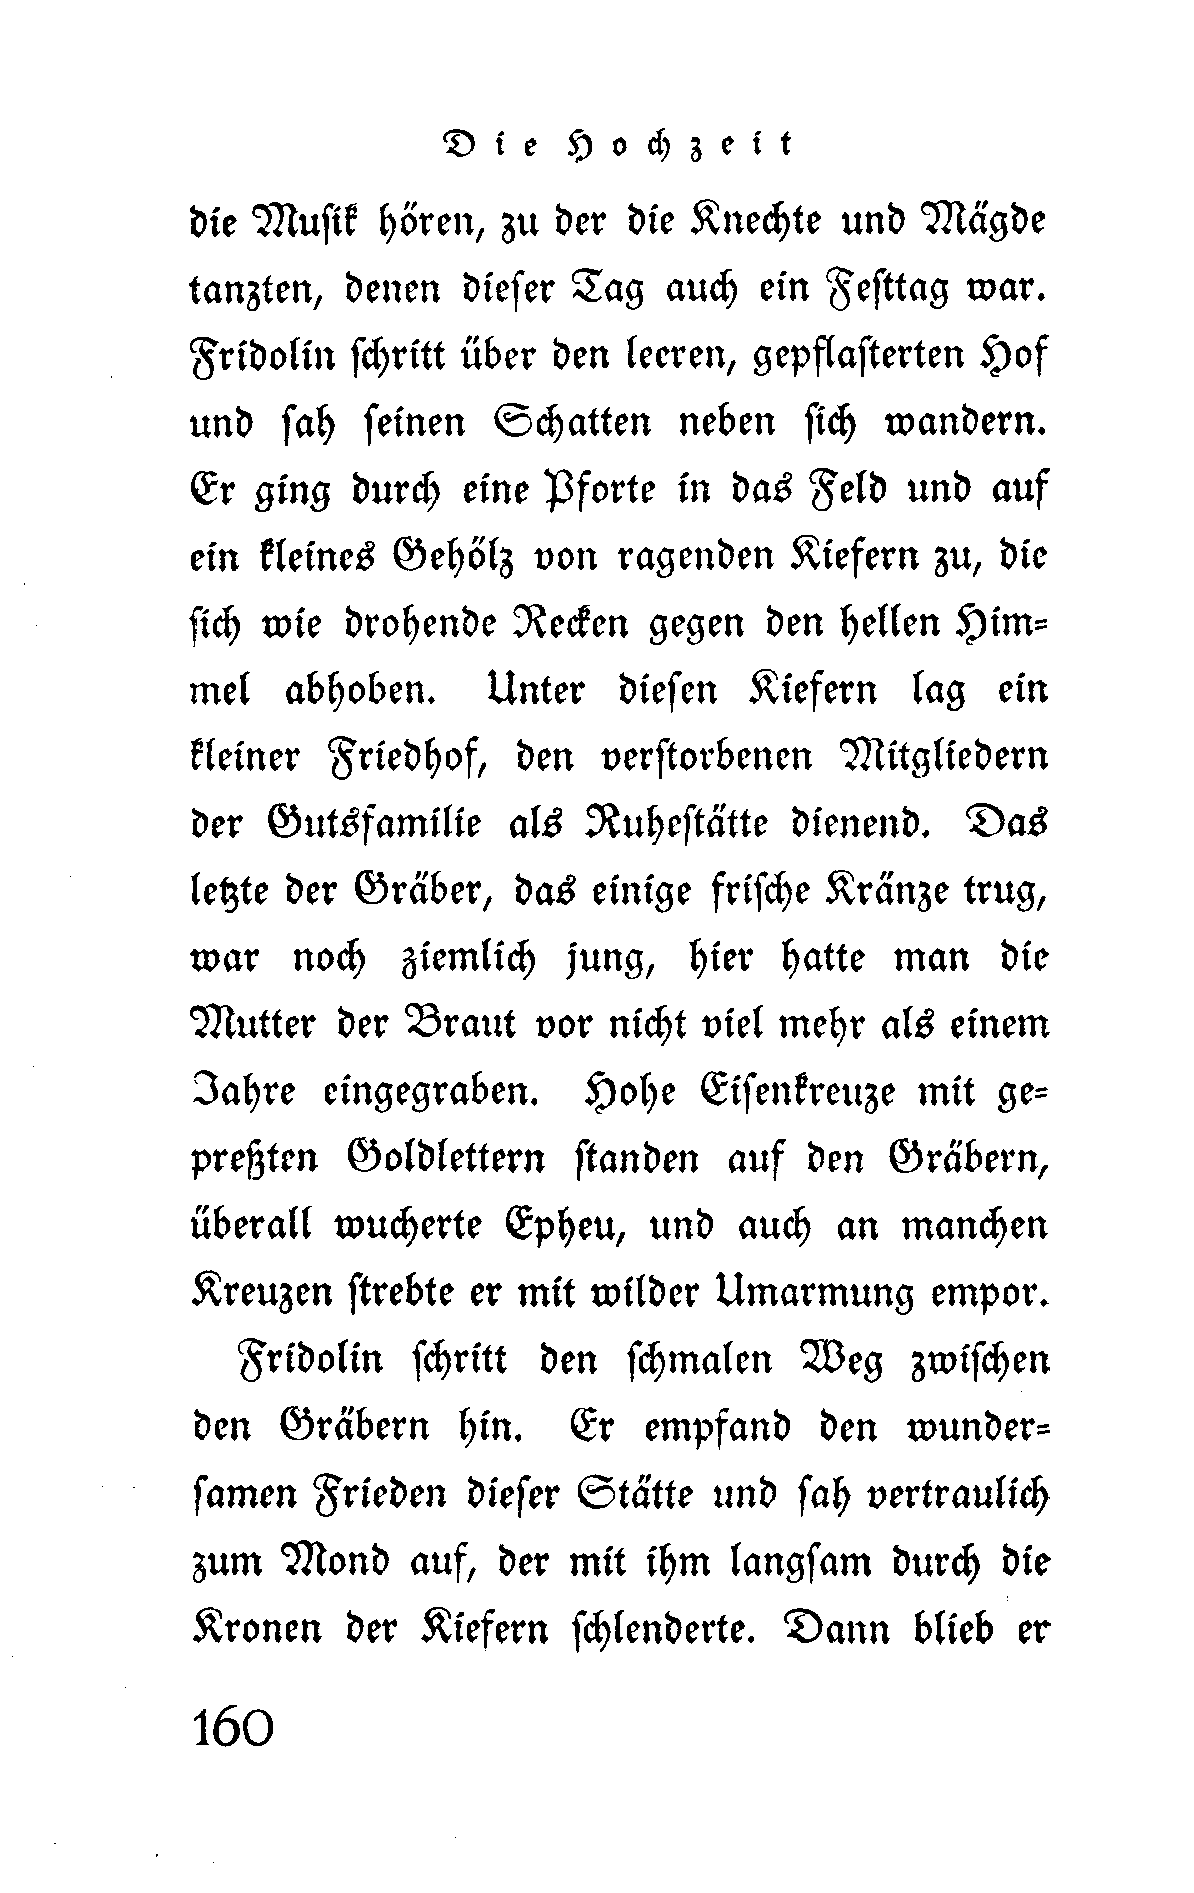 Die Hochzeit
die Musik hören, zu der die Knechte und Mägde
tanzten, denen dieser Tag auch ein Festtag war.
Fridolin schritt über den leeren, gepflasterten Hof
und sah seinen Schatten neben sich wandern.
Er ging durch eine Pforte in das Feld und auf
ein kleines Gehölz von ragenden Kiefern zu, die
sich wie drohende Recken gegen den hellen Him-
mel abhoben. Unter diesen Kiefern lag ein
kleiner Friedhof, den verstorbenen Mitgliedern
der Gutsfamilie als Ruhestätte dienend. Das
letzte der Gräber, das einige frische Kränze trug,
war noch ziemlich jung, hier hatte man die
Mutter der Braut vor nicht viel mehr als einem
Jahre eingegraben. Hohe Eisenkreuze mit ge-
preßten Goldlettern standen auf den Gräbern,
überall wucherte Epheu, und auch an manchen
Kreuzen strebte er mit wilder Umarmung empor.
Fridolin schritt den schmalen Weg zwischen
den Gräbern hin. Er empfand den wunder-
samen Frieden dieser Stätte und sah vertraulich
zum Mond auf, der mit ihm langsam durch die
Kronen der Kiefern schlenderte. Dann blieb er
160